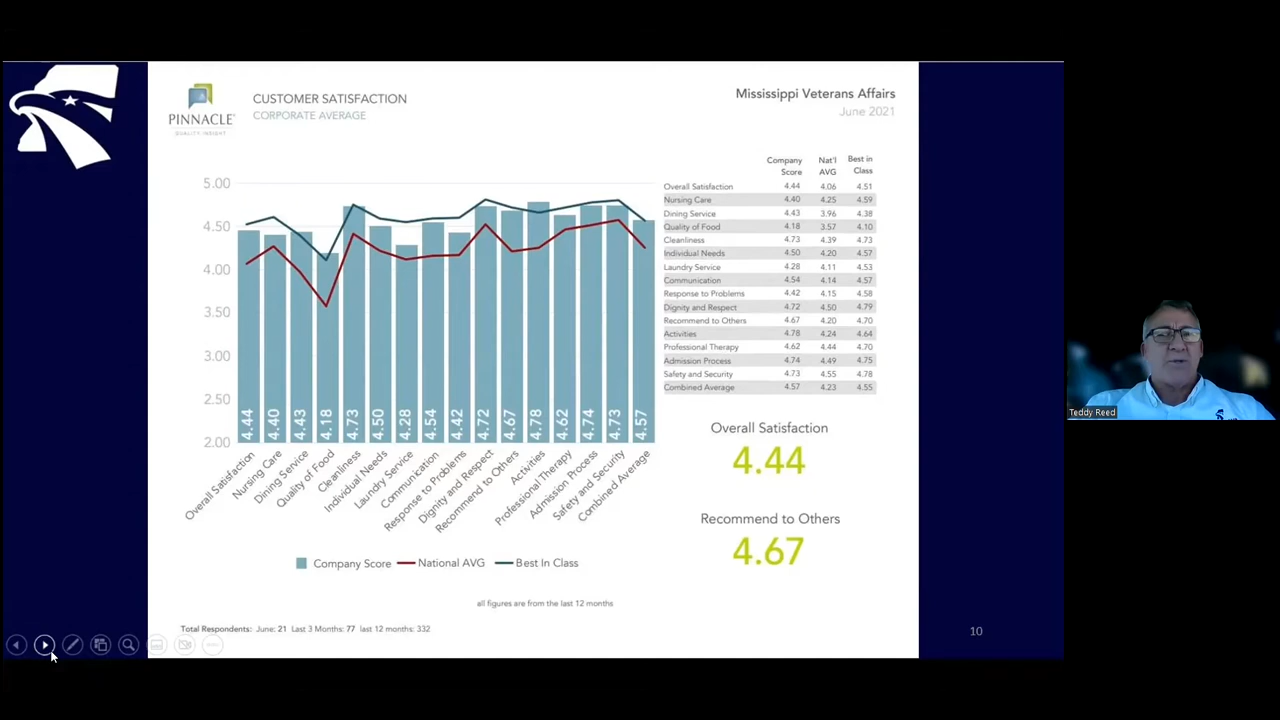 PINNACLE
QUALITY INSIGHT
CUSTOMER SATISFACTION
CORPORATE AVERAGE
Mississippi Veterans Affairs
June 2021
5.00
4.50
4.00
3.50
3.00
2.50
2.00
4.44
4.40
4.43
4.18
4.73
4.50
4.28
4.54
4.42
4.72
4.67
4.78
4.62
4.74
4.73
4.57
Overall Satisfaction
Nursing Care
Dining Service
Quality of Food
Cleanliness
Individual Needs
Laundry Service
Communication
Response to Problems
Dignity and Respect
Recommend to Others
Activities
Professional Therapy
Admission Process
Safety and Security
Combined Average
Company Score National AVG Best In Class
Company Score Nat'l AVG Best in Class
Overall Satisfaction 4.44 4.06 4.51
Nursing Care 4.40 4.25 4.59
Dining Service 4.43 3.96 4.38
Quality of Food 4.18 3.57 4.10
Cleanliness 4.73 4.39 4.73
Individual Needs 4.50 4.20 4.57
Laundry Service 4.28 4.11 4.53
Communication 4.54 4.14 4.57
Response to Problems 4.42 4.15 4.58
Dignity and Respect 4.72 4.50 4.79
Recommend to Others 4.67 4.20 4.70
Activities 4.78 4.24 4.64
Professional Therapy 4.62 4.44 4.70
Admission Process 4.74 4.49 4.75
Safety and Security 4.73 4.55 4.78
Combined Average 4.57 4.23 4.55
Overall Satisfaction
4.44
Recommend to Others
4.67
all figures are from the last 12 months
Total Respondents: June: 21 Last 3 Months: 77 last 12 months: 332
10
Teddy Reed